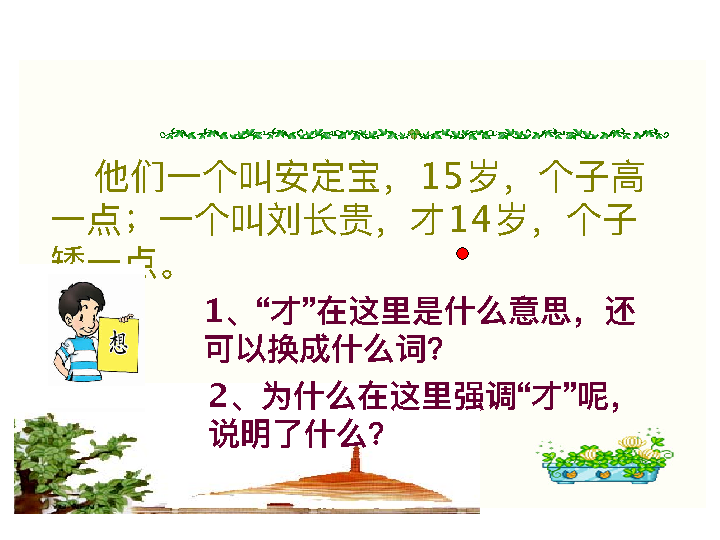 他们一个叫安定宝，15岁，个子高
一点；一个叫刘长贵，才14岁，个子
矮一点。
1、“才”在这里是什么意思，还
可以换成什么词？
想
2、为什么在这里强调“才”呢，
说明了什么？